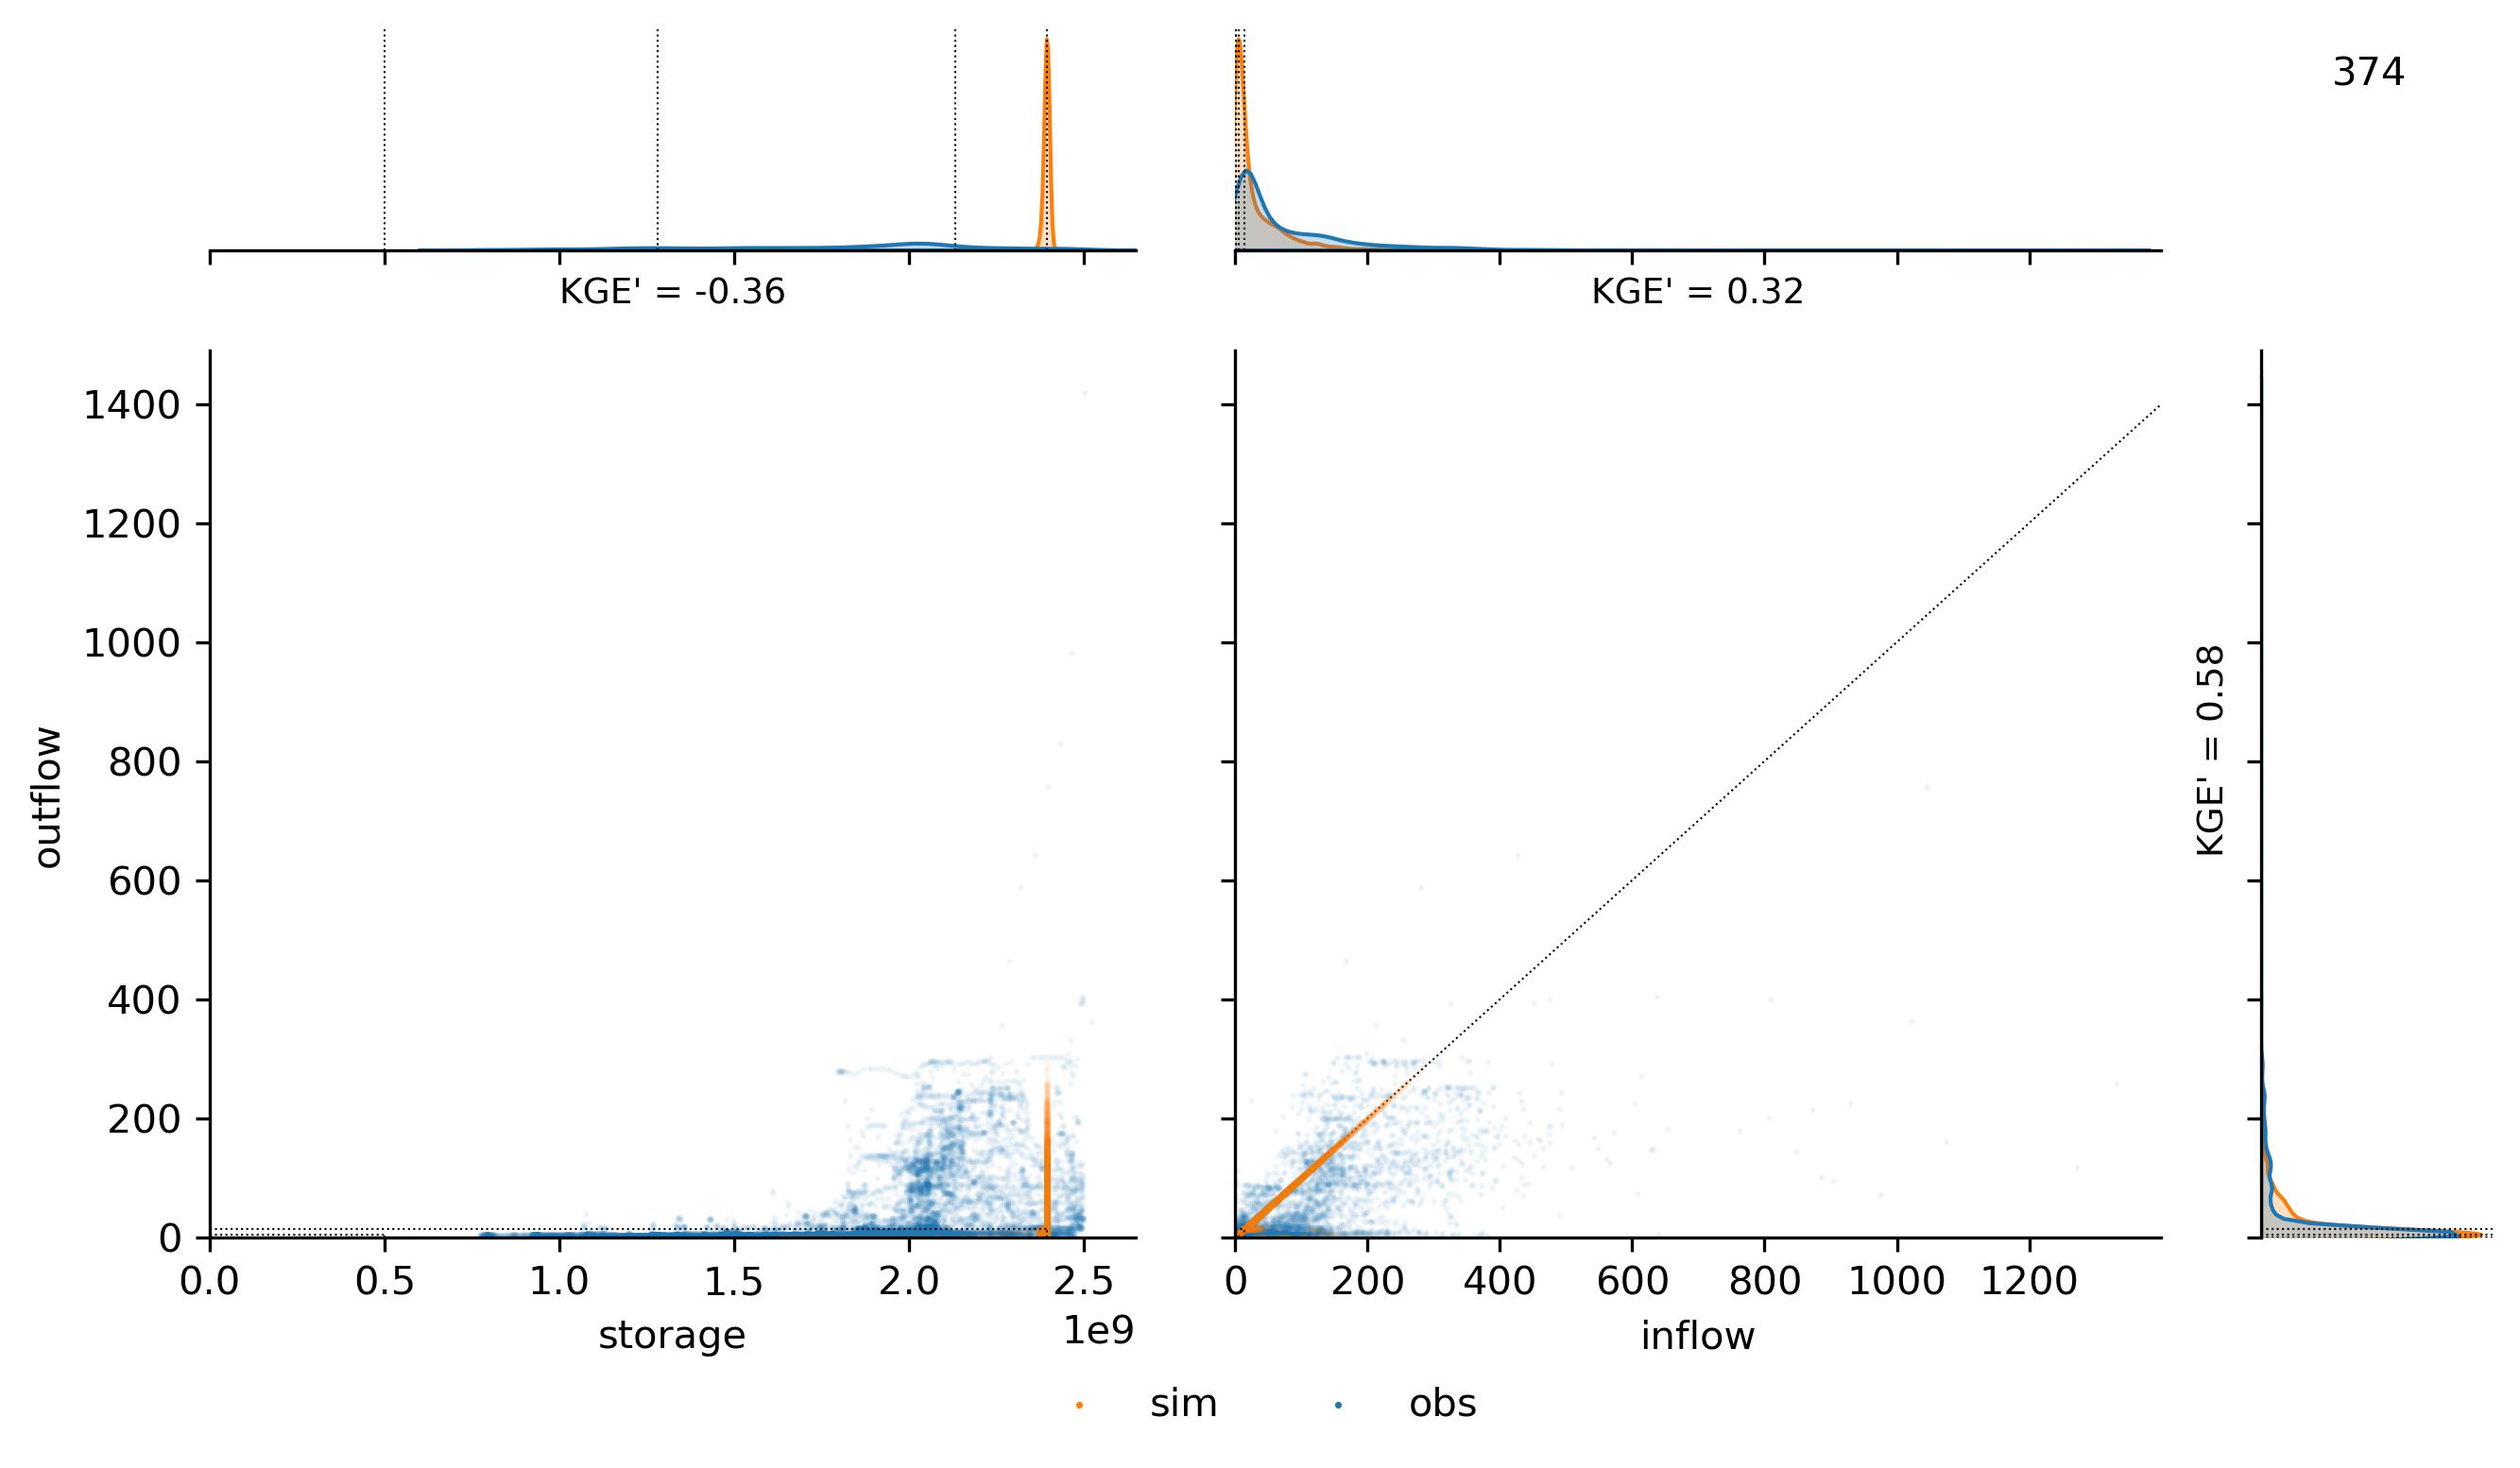 374
KGE' = -0.36
KGE' = 0.32
1400
1200
1000
800
600
400
200
0
outflow
KGE' = 0.58
0.0 0.5 1.0 1.5 2.0 2.5
1e9
storage
0 200 400 600 800 1000 1200
inflow
sim obs